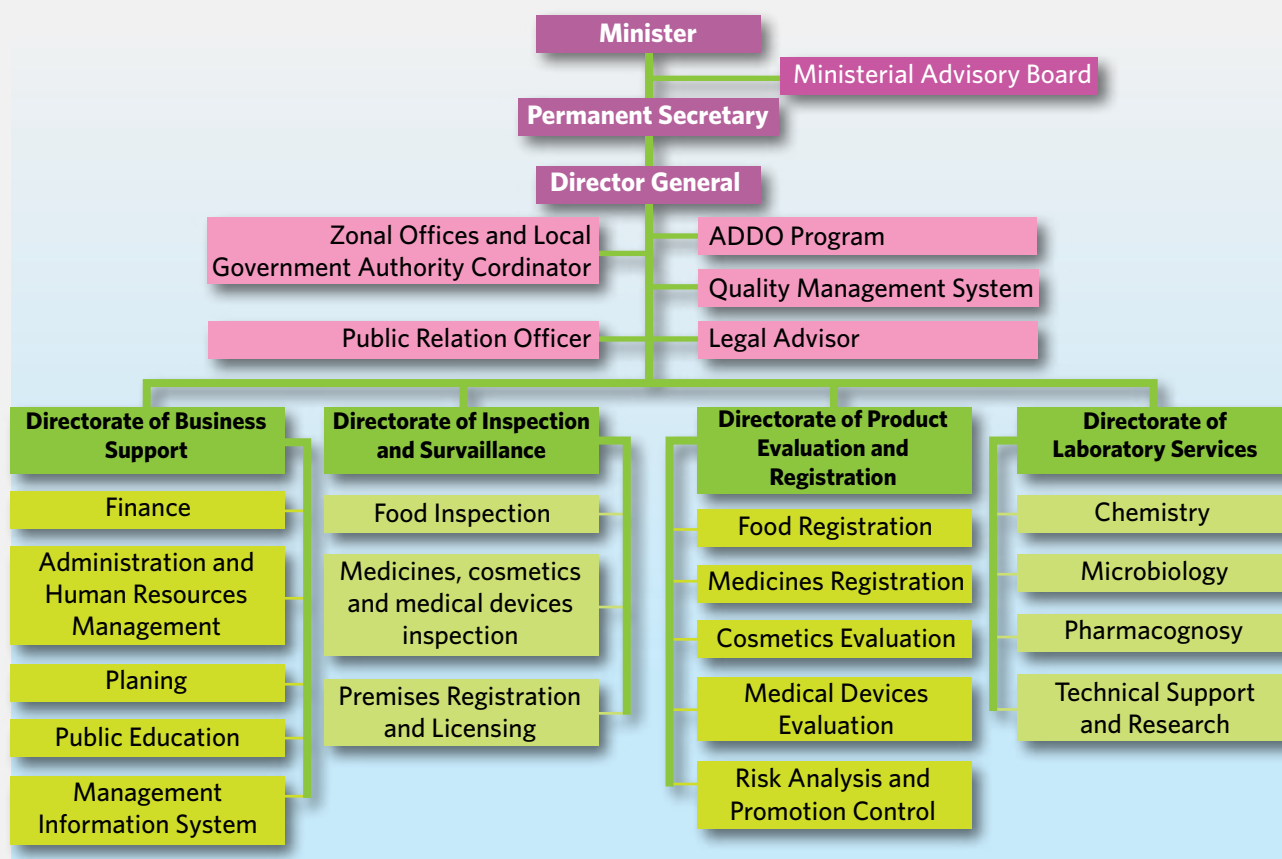 Minister
Ministerial Advisory Board
Permanent Secretary
Director General
Zonal Offices and Local
Government Authority Cordinator
ADDO Program
Quality Management System
Public Relation Officer
Legal Advisor
Directorate of Business
Support
Finance
Administration and
Human Resources
Management
Planing
Public Education
Management
Information System
Directorate of Inspection
and Survaillance
Food Inspection
Medicines, cosmetics
and medical devices
inspection
Premises Registration
and Licensing
Directorate of Product
Evaluation and
Registration
Food Registration
Medicines Registration
Cosmetics Evaluation
Medical Devices
Evaluation
Risk Analysis and
Promotion Control
Directorate of
Laboratory Services
Chemistry
Microbiology
Pharmacognosy
Technical Support
and Research